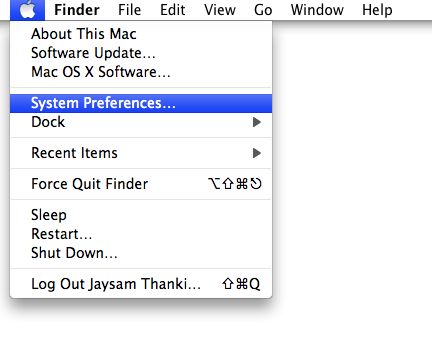 Finder File Edit View Go Window Help
About This Mac
Software Update…
Mac OS X Software…
System Preferences…
Dock
Recent Items
Force Quit Finder ⌥⇧⌘⎋
Sleep
Restart…
Shut Down…
Log Out Jaysam Thanki… ⇧⌘Q